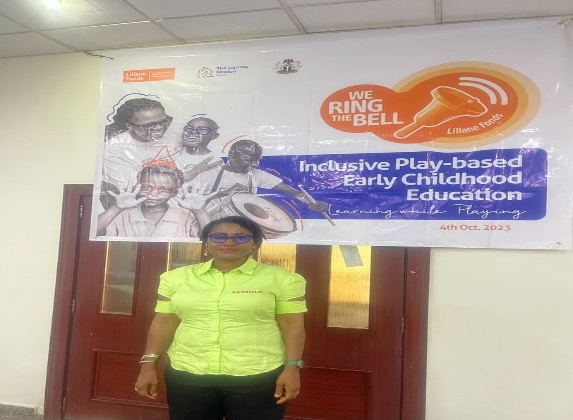 Liliane
Fonds
The Leprosy
Mission
WE
RING
THE
BELL
Liliane Fonds
Inclusive Play-based
Early Childhood
Education
Learning while Playing
4th Oct. 2023